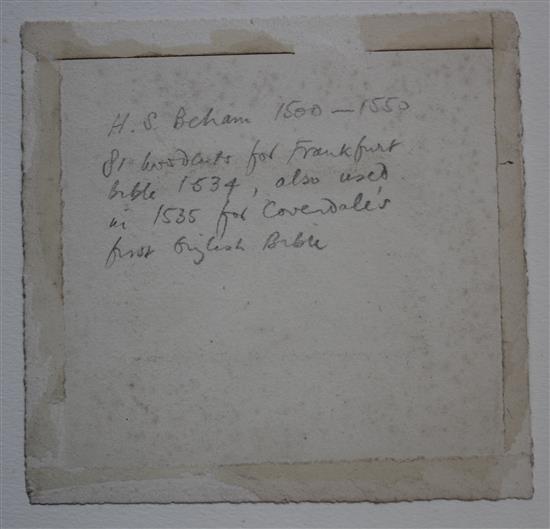 H. S. Beham 1500 — 1550
81 woodcuts for Frankfurt
bible 1534, also used
in 1535 for Coverdale's
first English Bible